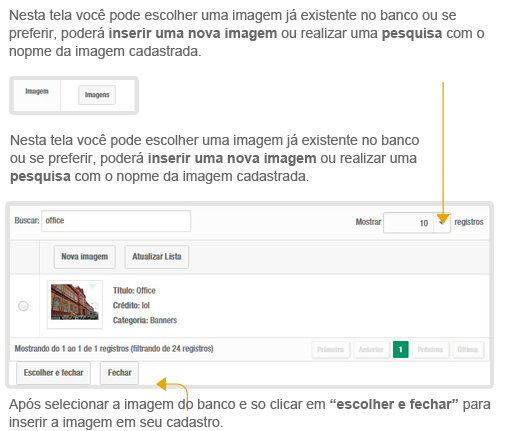 Nesta tela você pode escolher uma imagem já existente no banco ou se
preferir, poderá inserir uma nova imagem ou realizar uma pesquisa com o
nopme da imagem cadastrada.
Imagem Imagens
Nesta tela você pode escolher uma imagem já existente no banco
ou se preferir, poderá inserir uma nova imagem ou realizar uma
pesquisa com o nopme da imagem cadastrada.
Buscar: office Mostrar 10 registros
Nova imagem Atualizar Lista
Título: Office
Crédito: lol
Categoria: Banners
Mostrando do 1 ao 1 de 1 registros (filtrando de 24 registros) Primeira Anterior 1 Próxima Última
Escolher e fechar Fechar
Após selecionar a imagem do banco e so clicar em “escolher e fechar” para
inserir a imagem em seu cadastro.